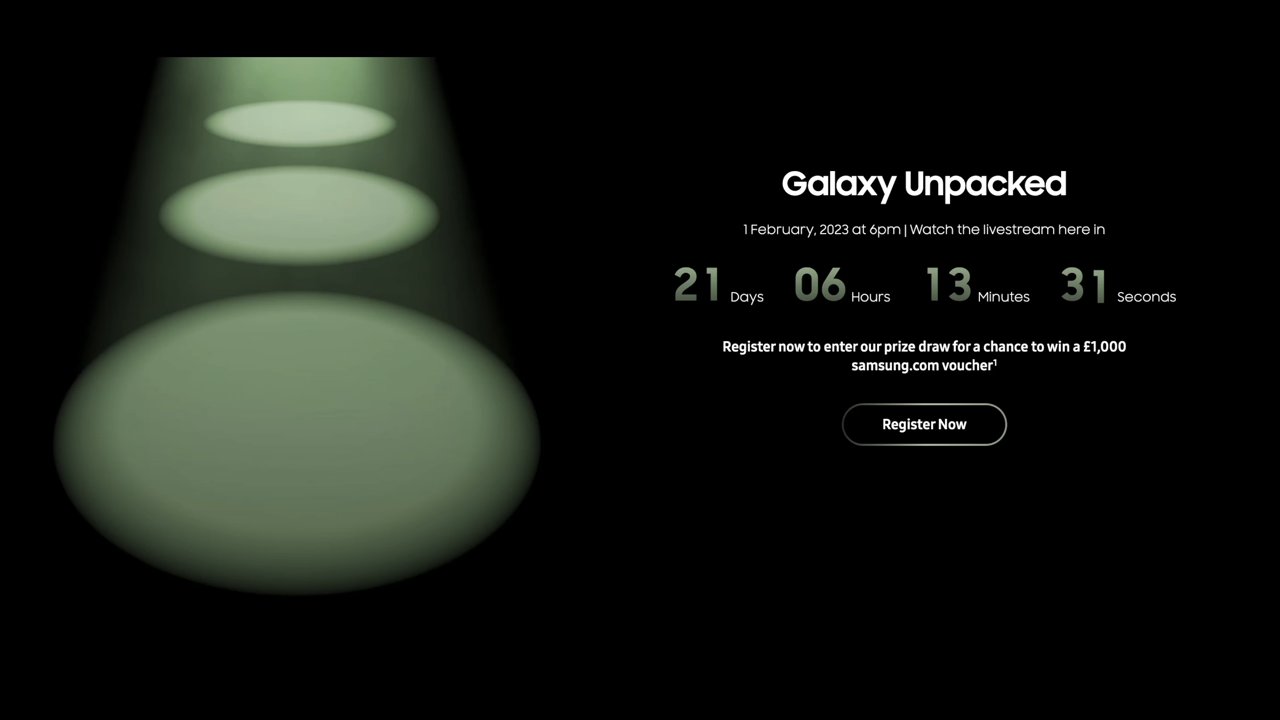 Galaxy Unpacked
1 February, 2023 at 6pm | Watch the livestream here in
21 Days 06 Hours 13 Minutes 31 Seconds
Register now to enter our prize draw for a chance to win a £1,000
samsung.com voucher¹
Register Now